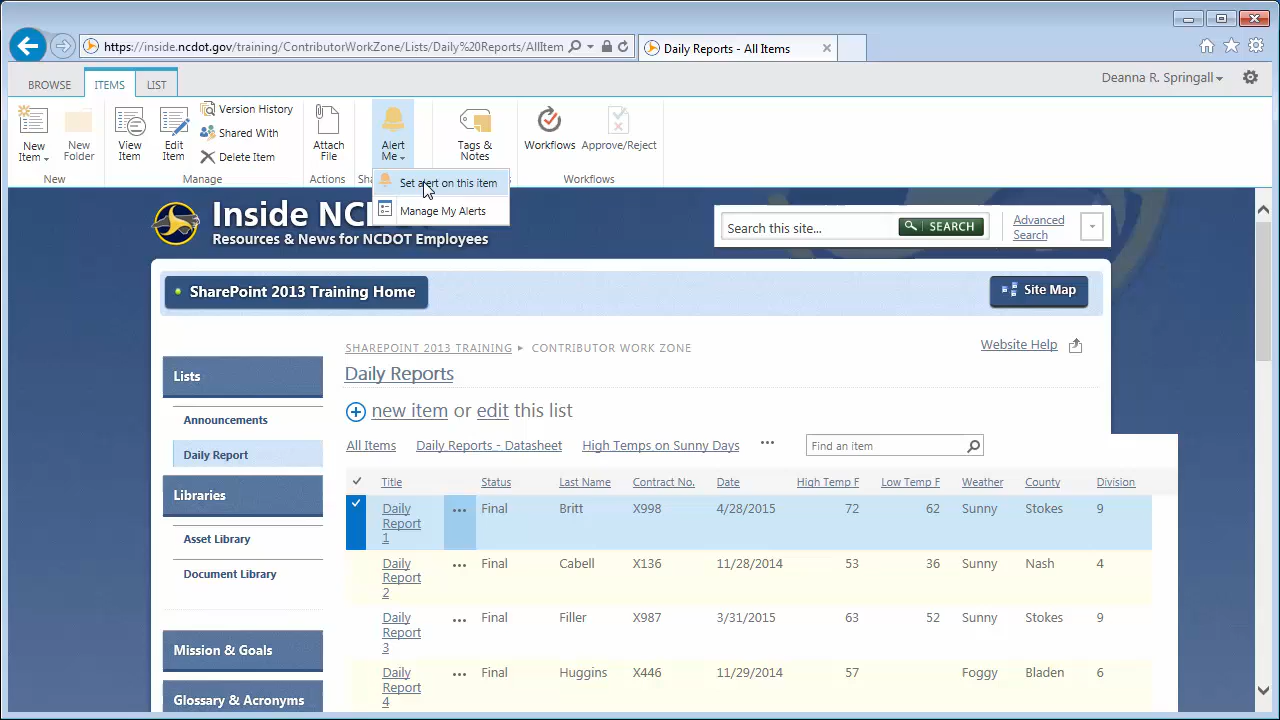 https://inside.ncdot.gov/training/ContributorWorkZone/Lists/Daily%20Reports/AllItem
Daily Reports - All Items
BROWSE ITEMS LIST
Deanna R. Springall
New Item
New Folder
View Item
Edit Item
Version History
Shared With
Delete Item
Attach File
Alert Me
Tags & Notes
Workflows
Approve/Reject
New Manage Actions Sha Workflows
Set alert on this item
Manage My Alerts
Inside NC
Resources & News for NCDOT Employees
Search this site...
SEARCH
Advanced Search
SharePoint 2013 Training Home
Site Map
SHAREPOINT 2013 TRAINING ▸ CONTRIBUTOR WORK ZONE
Website Help
Lists
Announcements
Daily Report
Libraries
Asset Library
Document Library
Mission & Goals
Glossary & Acronyms
Daily Reports
new item or edit this list
All Items Daily Reports - Datasheet High Temps on Sunny Days ... Find an item
Title Status Last Name Contract No. Date High Temp F Low Temp F Weather County Division
Daily Report 1 ... Final Britt X998 4/28/2015 72 62 Sunny Stokes 9
Daily Report 2 ... Final Cabell X136 11/28/2014 53 36 Sunny Nash 4
Daily Report 3 ... Final Filler X987 3/31/2015 63 52 Sunny Stokes 9
Daily Report 4 ... Final Huggins X446 11/29/2014 57 Foggy Bladen 6